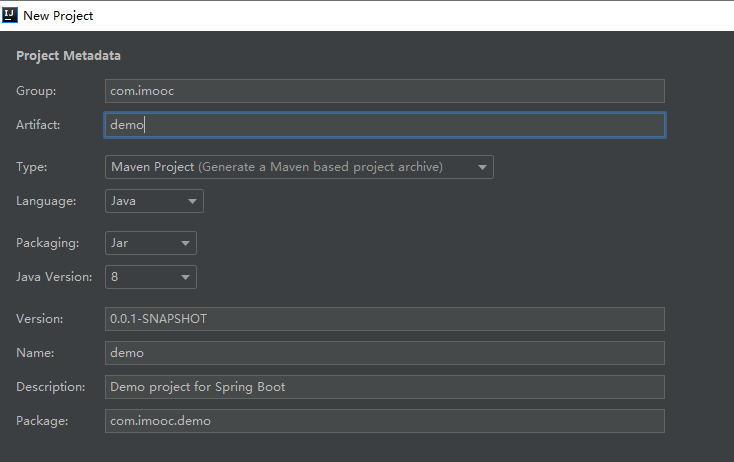 IJ New Project
Project Metadata
Group: com.imooc
Artifact: demo
Type: Maven Project (Generate a Maven based project archive)
Language: Java
Packaging: Jar
Java Version: 8
Version: 0.0.1-SNAPSHOT
Name: demo
Description: Demo project for Spring Boot
Package: com.imooc.demo